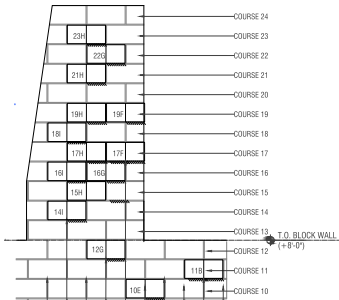 COURSE 24
23H COURSE 23
22G COURSE 22
21H COURSE 21
COURSE 20
19H 19F COURSE 19
18I COURSE 18
17H 17F COURSE 17
16I 16G COURSE 16
15H COURSE 15
14I COURSE 14
COURSE 13
T.O. BLOCK WALL
(+8'-0")
12G COURSE 12
11B COURSE 11
10E COURSE 10